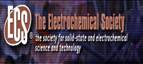 ECS
The Electrochemical Society
the society for solid-state and electrochemical
science and technology